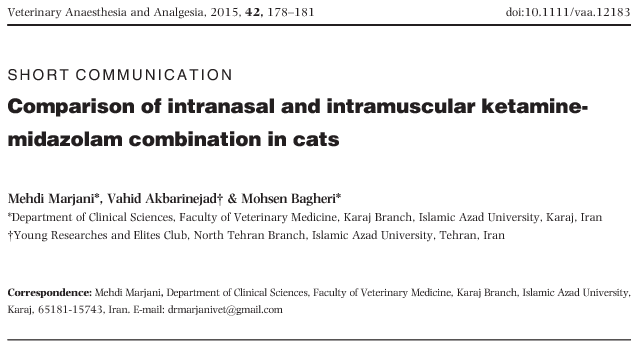 Veterinary Anaesthesia and Analgesia, 2015, 42, 178–181 doi:10.1111/vaa.12183
SHORT COMMUNICATION
Comparison of intranasal and intramuscular ketamine-
midazolam combination in cats
Mehdi Marjani*, Vahid Akbarinejad† & Mohsen Bagheri*
*Department of Clinical Sciences, Faculty of Veterinary Medicine, Karaj Branch, Islamic Azad University, Karaj, Iran
†Young Researches and Elites Club, North Tehran Branch, Islamic Azad University, Tehran, Iran
Correspondence: Mehdi Marjani, Department of Clinical Sciences, Faculty of Veterinary Medicine, Karaj Branch, Islamic Azad University,
Karaj, 65181-15743, Iran. E-mail: drmarjanivet@gmail.com